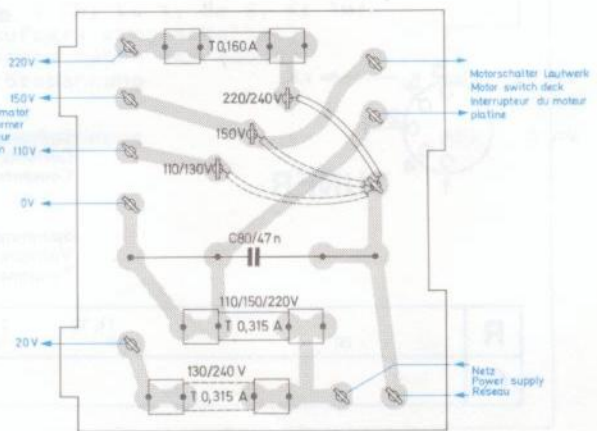 T 0,160 A
220V
Motorschalter Laufwerk
Motor switch deck
Interrupteur du moteur
platine
220/240V
150V
150V
110V
110/130V
0V
C80/47n
110/150/220V
T 0,315 A
20V
130/240 V
T 0,315 A
Netz
Power supply
Réseau
R